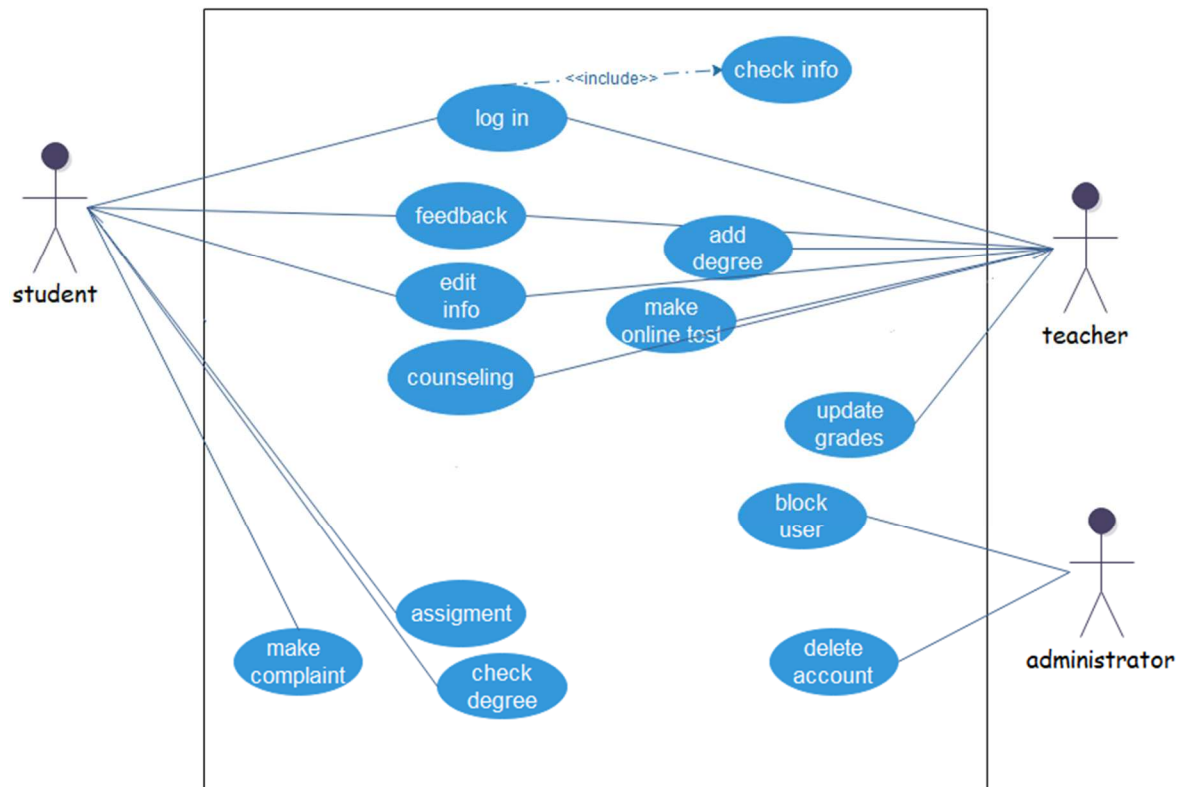 <<include>>
check info
log in
feedback
add
degree
edit
info
make
online tost
counseling
student
teacher
update
grades
block
user
assigment
make
complaint
check
degree
delete
account
administrator